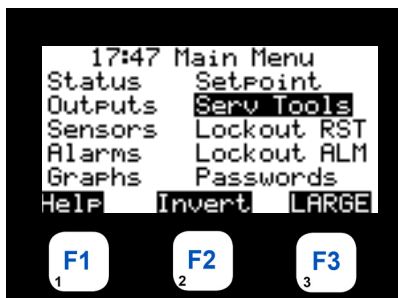 17:47 Main Menu
Status Setpoint
Outputs Serv Tools
Sensors Lockout RST
Alarms Lockout ALM
Graphs Passwords
Help Invert LARGE
F1 F2 F3
1 2 3